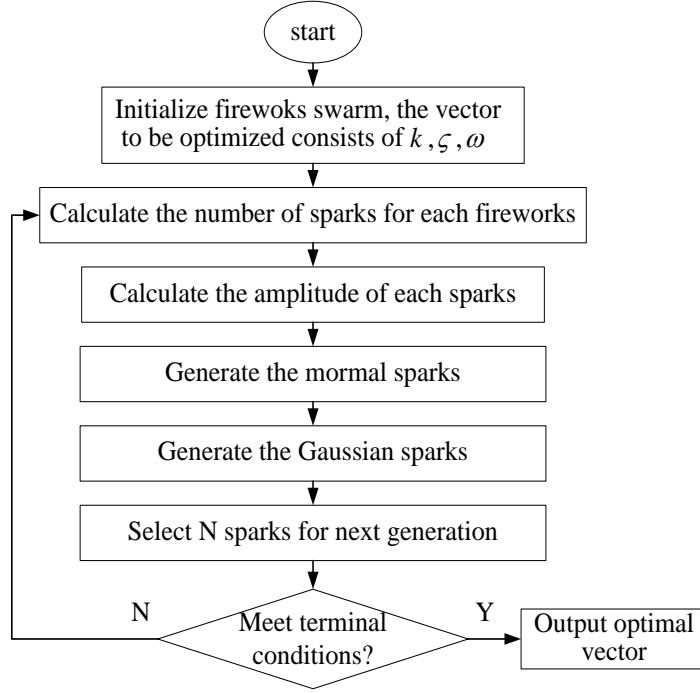 start
Initialize firewoks swarm, the vector
to be optimized consists of k , ς , ω
Calculate the number of sparks for each fireworks
Calculate the amplitude of each sparks
Generate the mormal sparks
Generate the Gaussian sparks
Select N sparks for next generation
Meet terminal
conditions?
N
Y
Output optimal
vector